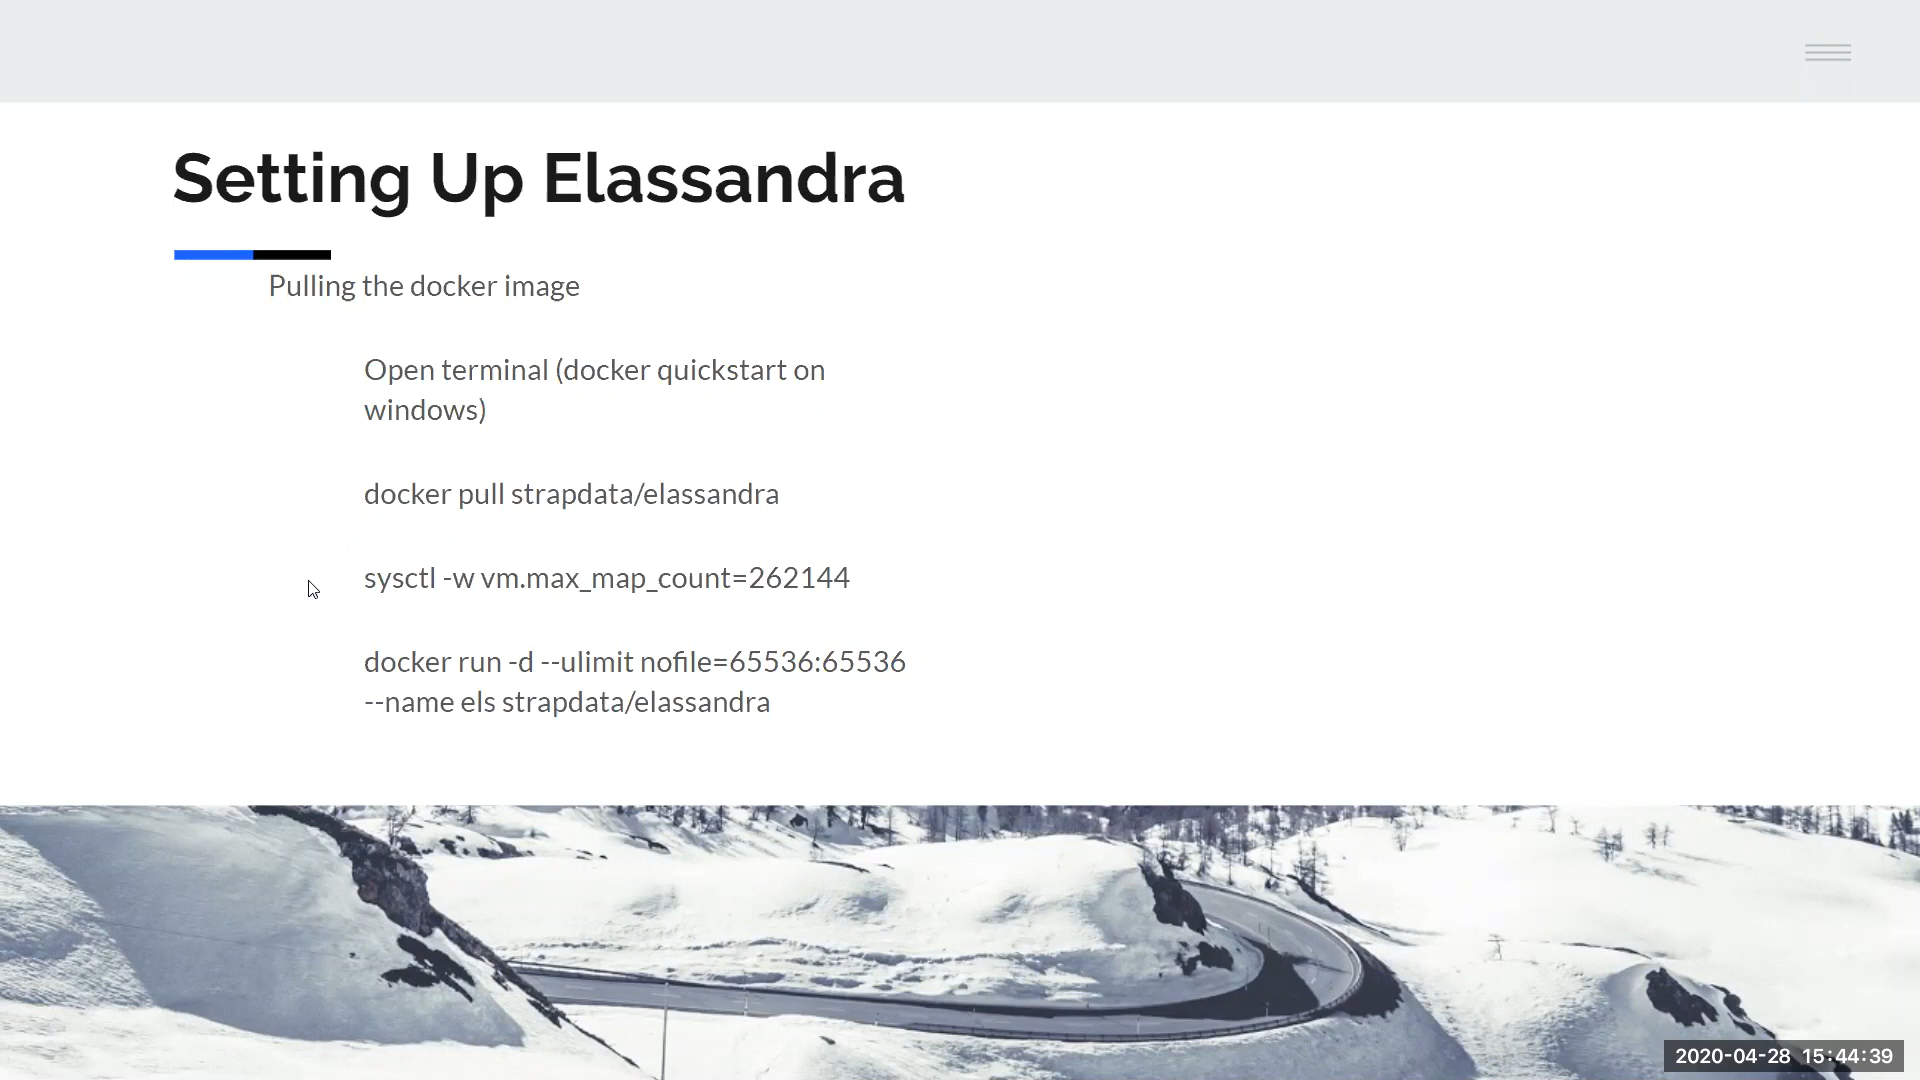 Setting Up Elassandra
Pulling the docker image
Open terminal (docker quickstart on
windows)
docker pull strapdata/elassandra
sysctl -w vm.max_map_count=262144
docker run -d --ulimit nofile=65536:65536
--name els strapdata/elassandra
2020-04-28 15:44:39